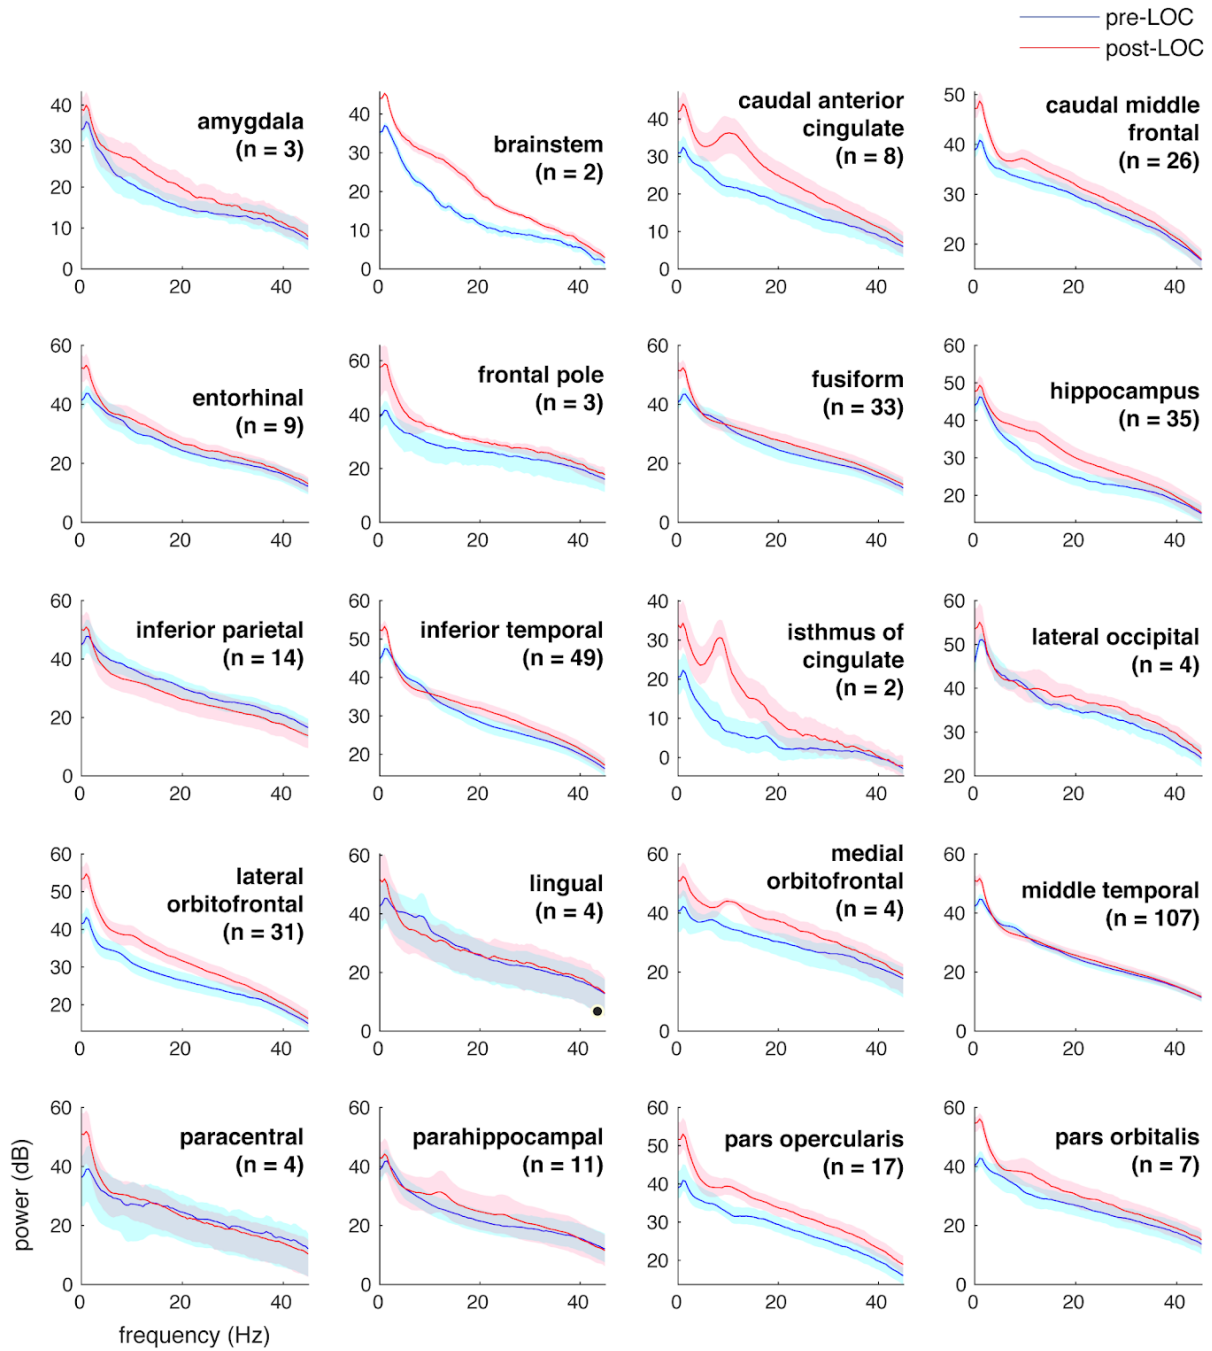 pre-LOC
post-LOC
40
30
20
10
0
0 20 40
amygdala
(n = 3)
40
30
20
10
0
0 20 40
brainstem
(n = 2)
40
30
20
10
0
0 20 40
caudal anterior
cingulate
(n = 8)
50
40
30
20
0 20 40
caudal middle
frontal
(n = 26)
60
40
20
0
0 20 40
entorhinal
(n = 9)
60
40
20
0
0 20 40
frontal pole
(n = 3)
60
40
20
0
0 20 40
fusiform
(n = 33)
60
50
40
30
20
0 20 40
hippocampus
(n = 35)
60
40
20
0
0 20 40
inferior parietal
(n = 14)
60
50
40
30
20
0 20 40
inferior temporal
(n = 49)
40
30
20
10
0
0 20 40
isthmus of
cingulate
(n = 2)
60
50
40
30
20
0 20 40
lateral occipital
(n = 4)
60
50
40
30
20
0 20 40
lateral
orbitofrontal
(n = 31)
60
40
20
0
0 20 40
lingual
(n = 4)
60
40
20
0
0 20 40
medial
orbitofrontal
(n = 4)
60
40
20
0
0 20 40
middle temporal
(n = 107)
60
40
20
0
0 20 40
paracentral
(n = 4)
power (dB)
frequency (Hz)
60
40
20
0
0 20 40
parahippocampal
(n = 11)
60
50
40
30
20
0 20 40
pars opercularis
(n = 17)
60
40
20
0
0 20 40
pars orbitalis
(n = 7)